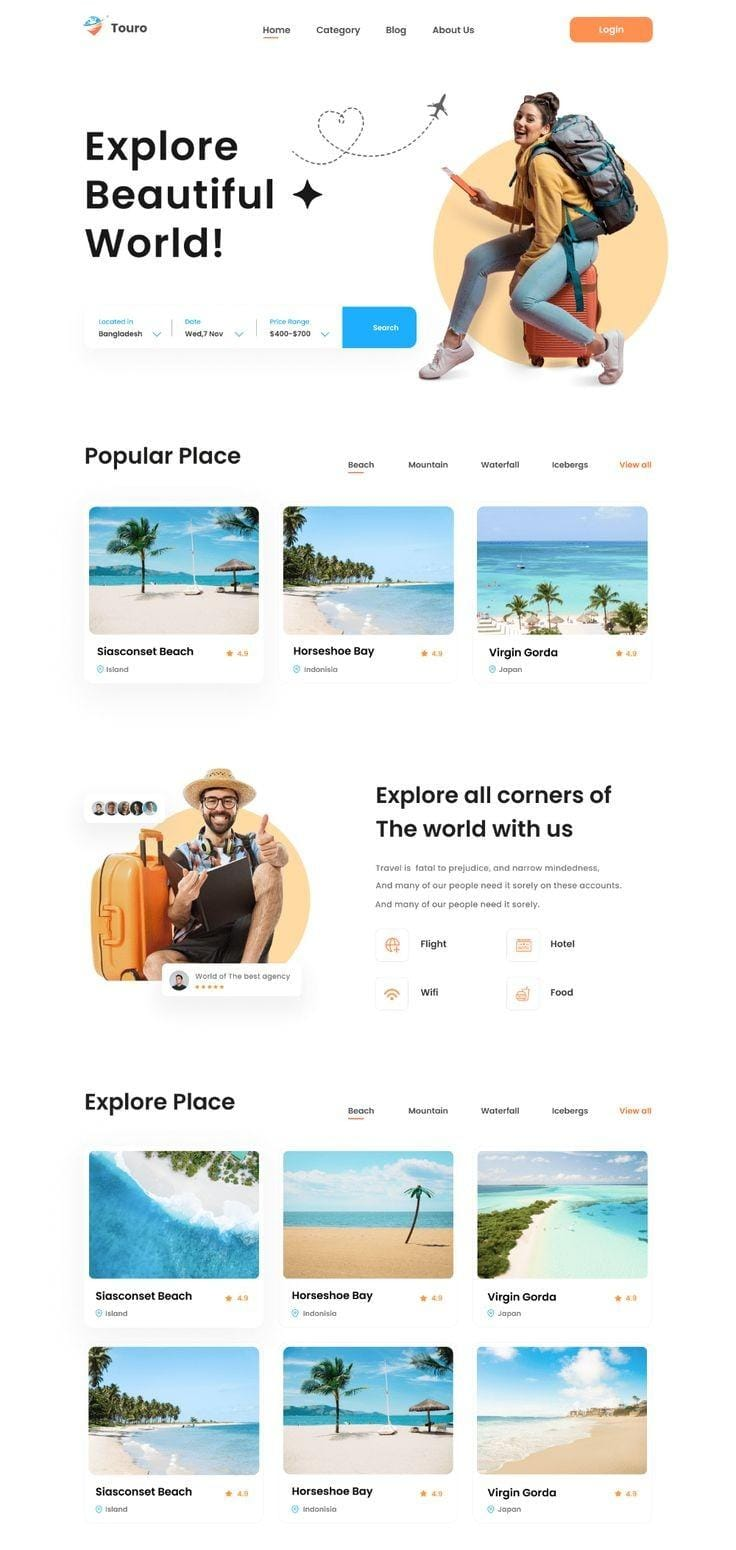 Touro
Home Category Blog About Us
Login
Explore
Beautiful
World!
Located in Date Price Range
Bangladesh Wed,7 Nov $400-$700
Search
Popular Place
Beach Mountain Waterfall Icebergs View all
Siasconset Beach 4.9
Island
Horseshoe Bay 4.9
Indonisia
Virgin Gorda 4.9
Japan
Explore all corners of
The world with us
Travel is fatal to prejudice, and narrow mindedness,
And many of our people need it sorely on these accounts.
And many of our people need it sorely.
Flight Hotel
Wifi Food
World of The best agency
Explore Place
Beach Mountain Waterfall Icebergs View all
Siasconset Beach 4.9
Island
Horseshoe Bay 4.9
Indonisia
Virgin Gorda 4.9
Japan
Siasconset Beach 4.9
Island
Horseshoe Bay 4.9
Indonisia
Virgin Gorda 4.9
Japan